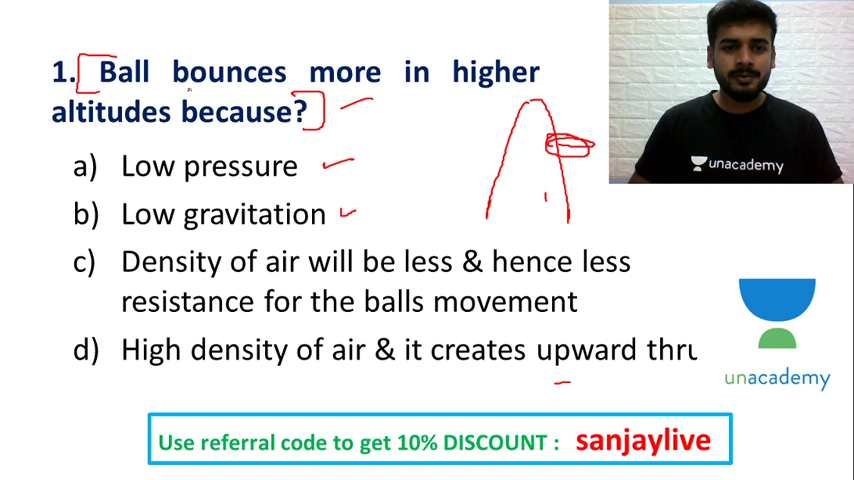 1. Ball bounces more in higher
altitudes because?
a) Low pressure
b) Low gravitation
c) Density of air will be less & hence less
resistance for the balls movement
d) High density of air & it creates upward thru
Use referral code to get 10% DISCOUNT : sanjaylive
unacademy
unacademy